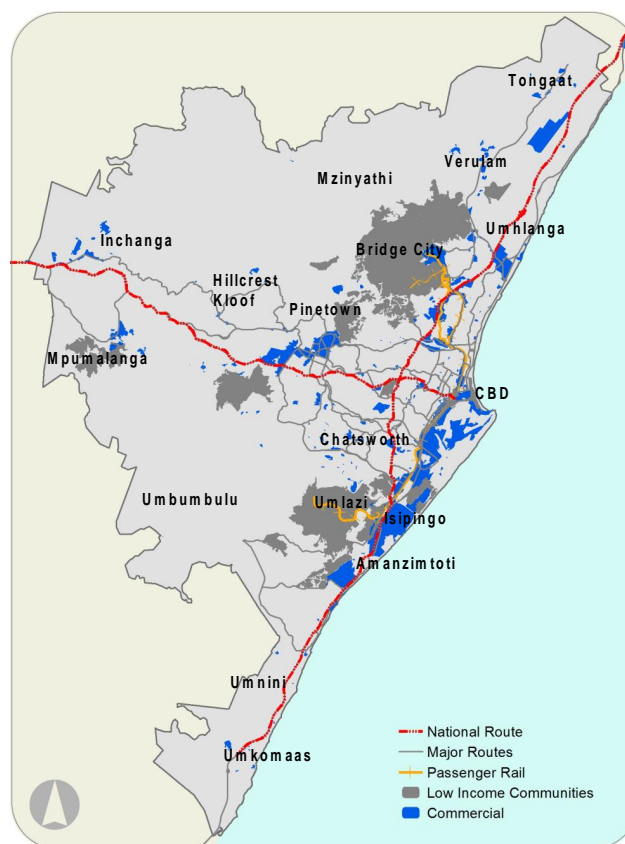 Tongaat
Verulam
Mzinyathi
Umhlanga
Inchanga
Bridge City
Hillcrest
Kloof
Pinetown
Mpumalanga
CBD
Chatsworth
Umbumbulu
Umlazi
Isipingo
Amanzimtoti
Umnini
Umkomaas
National Route
Major Routes
Passenger Rail
Low Income Communities
Commercial